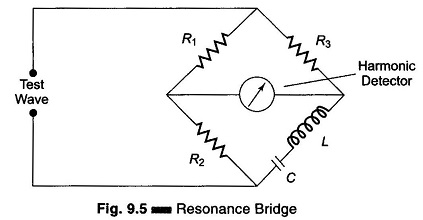 R1
R3
Harmonic
Detector
Test
Wave
R2
L
C
Fig. 9.5 Resonance Bridge